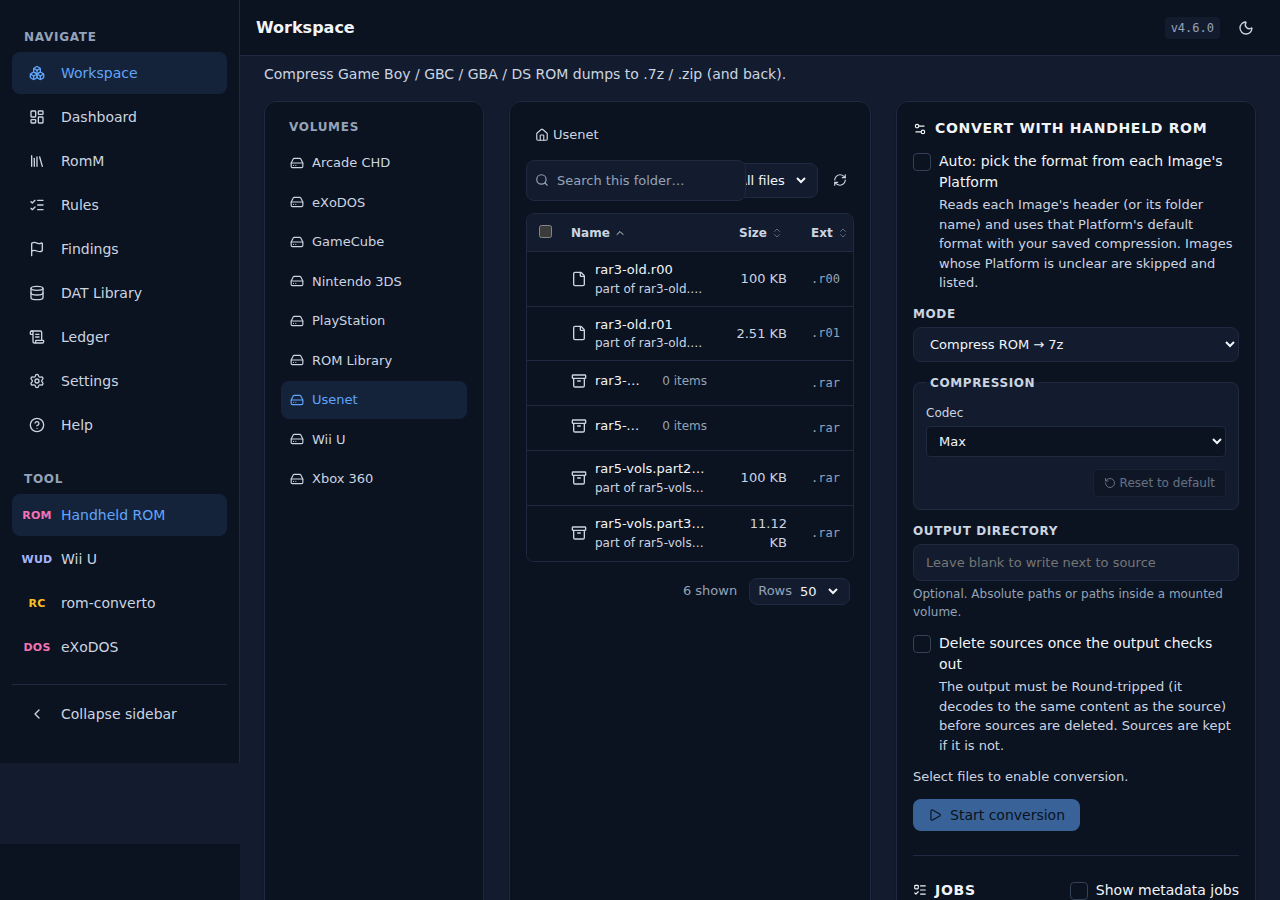 NAVIGATE
Workspace
Dashboard
RomM
Rules
Findings
DAT Library
Ledger
Settings
Help
TOOL
ROM Handheld ROM
WUD Wii U
RC rom-converto
DOS eXoDOS
Collapse sidebar
Workspace
v4.6.0
Compress Game Boy / GBC / GBA / DS ROM dumps to .7z / .zip (and back).
VOLUMES
Arcade CHD
eXoDOS
GameCube
Nintendo 3DS
PlayStation
ROM Library
Usenet
Wii U
Xbox 360
Usenet
Search this folder…
ll files
Name Size Ext
rar3-old.r00 100 KB .r00
part of rar3-old.…
rar3-old.r01 2.51 KB .r01
part of rar3-old.…
rar3-… 0 items .rar
rar5-… 0 items .rar
rar5-vols.part2… 100 KB .rar
part of rar5-vols…
rar5-vols.part3… 11.12 KB .rar
part of rar5-vols…
6 shown Rows 50
CONVERT WITH HANDHELD ROM
Auto: pick the format from each Image's
Platform
Reads each Image's header (or its folder
name) and uses that Platform's default
format with your saved compression. Images
whose Platform is unclear are skipped and
listed.
MODE
Compress ROM → 7z
COMPRESSION
Codec
Max
Reset to default
OUTPUT DIRECTORY
Leave blank to write next to source
Optional. Absolute paths or paths inside a mounted
volume.
Delete sources once the output checks
out
The output must be Round-tripped (it
decodes to the same content as the source)
before sources are deleted. Sources are kept
if it is not.
Select files to enable conversion.
Start conversion
JOBS
Show metadata jobs